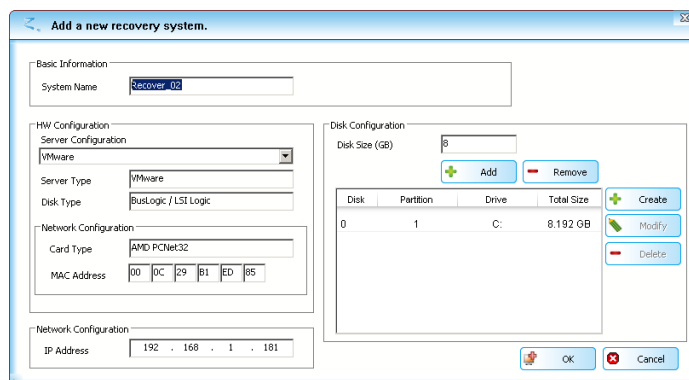 Add a new recovery system.
Basic Information
System Name Recover_02
HW Configuration
Server Configuration
VMware
Server Type VMware
Disk Type BusLogic / LSI Logic
Network Configuration
Card Type AMD PCNet32
MAC Address 00 0C 29 B1 ED 85
Network Configuration
IP Address 192 . 168 . 1 . 181
Disk Configuration
Disk Size (GB) 8
Add Remove
Disk Partition Drive Total Size
0 1 C: 8.192 GB
Create
Modify
Delete
OK Cancel